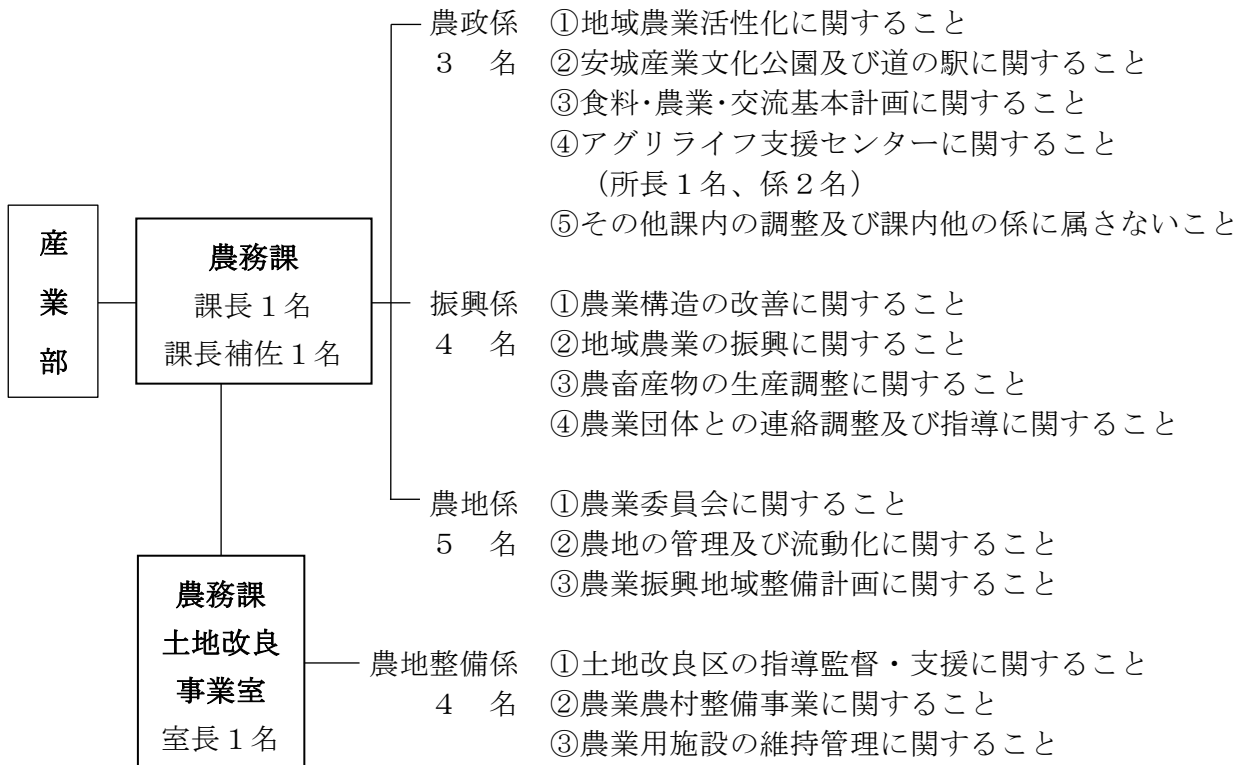 産
業
部
農務課
課長1名
課長補佐1名
農政係 ①地域農業活性化に関すること
3 名 ②安城産業文化公園及び道の駅に関すること
③食料・農業・交流基本計画に関すること
④アグリライフ支援センターに関すること
(所長1名、係2名)
⑤その他課内の調整及び課内他の係に属さないこと
振興係 ①農業構造の改善に関すること
4 名 ②地域農業の振興に関すること
③農畜産物の生産調整に関すること
④農業団体との連絡調整及び指導に関すること
農地係 ①農業委員会に関すること
5 名 ②農地の管理及び流動化に関すること
③農業振興地域整備計画に関すること
農務課
土地改良
事業室
室長1名
農地整備係 ①土地改良区の指導監督・支援に関すること
4 名 ②農業農村整備事業に関すること
③農業用施設の維持管理に関すること